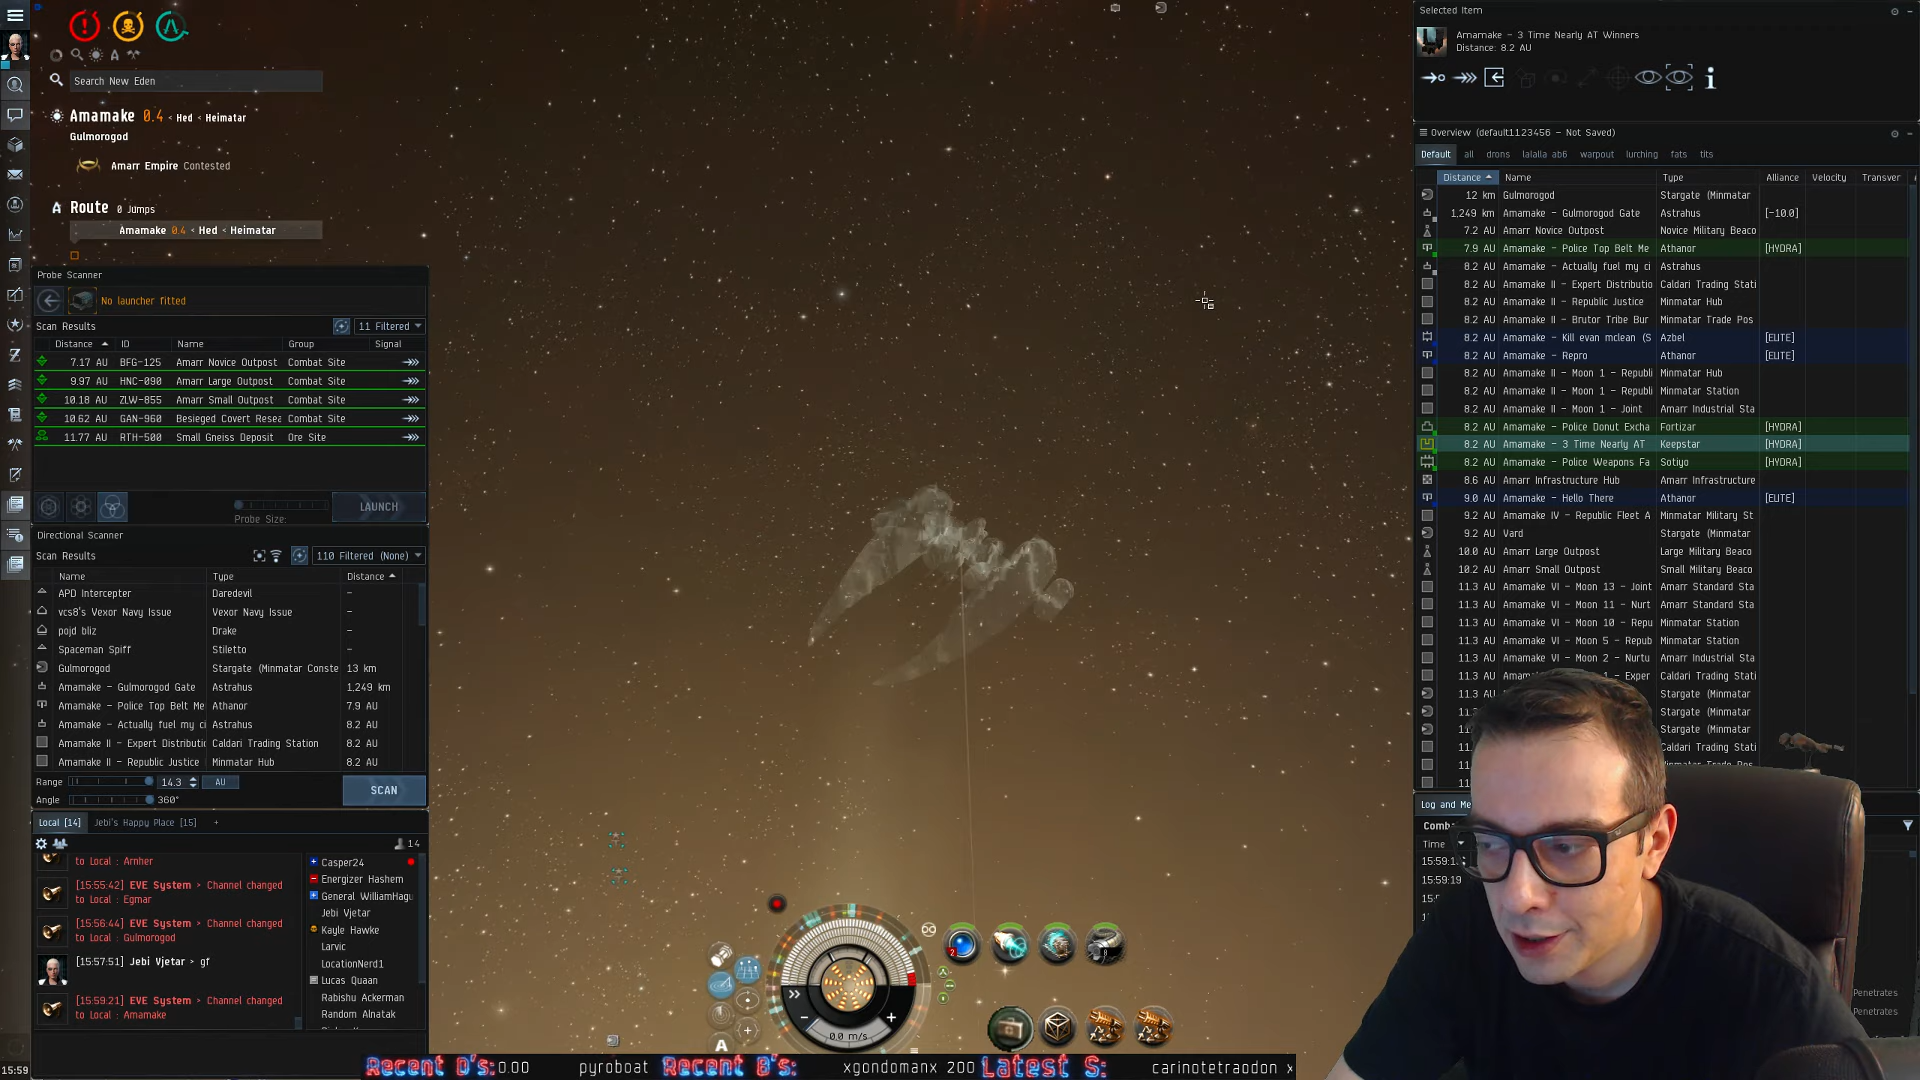 Search New Eden
Amamake 0.4 < Hed < Heimatar
Gulmorogod
Amarr Empire Contested
Route 0 Jumps
Amamake 0.4 < Hed < Heimatar
Probe Scanner
No launcher fitted
Scan Results
11 Filtered
Distance ID Name Group Signal
7.17 AU BFG-125 Amarr Novice Outpost Combat Site
9.97 AU HNC-090 Amarr Large Outpost Combat Site
10.18 AU ZLW-855 Amarr Small Outpost Combat Site
10.62 AU GAN-960 Besieged Covert Resea Combat Site
11.77 AU RTH-500 Small Gneiss Deposit Ore Site
Probe Size:
LAUNCH
Directional Scanner
Scan Results
110 Filtered (None)
Name Type Distance
APD Intercepter Daredevil -
vcs8's Vexor Navy Issue Vexor Navy Issue -
pojd bliz Drake -
Spaceman Spiff Stiletto -
Gulmorogod Stargate (Minmatar Conste 13 km
Amamake - Gulmorogod Gate Astrahus 1,249 km
Amamake - Police Top Belt Me Athanor 7.9 AU
Amamake - Actually fuel my ci Astrahus 8.2 AU
Amamake II - Expert Distributi Caldari Trading Station 8.2 AU
Amamake II - Republic Justice Minmatar Hub 8.2 AU
Range 14.3 AU
Angle 360°
SCAN
Local [14] Jebi's Happy Place [15] +
14
to Local : Arnher
[15:55:42] EVE System > Channel changed
to Local : Egmar
[15:56:44] EVE System > Channel changed
to Local : Gulmorogod
[15:57:51] Jebi Vjetar > gf
[15:59:21] EVE System > Channel changed
to Local : Amamake
Casper24
Energizer Hashem
General WilliamHagu
Jebi Vjetar
Kayle Hawke
Larvic
LocationNerd1
Lucas Quaan
Rabishu Ackerman
Random Alnatak
15:59
0.0 m/s
2
8
A
Recent D's: 0.00 pyroboat Recent B's: xgondomanx 200 Latest S: carinotetraodon x
Selected Item
Amamake - 3 Time Nearly AT Winners
Distance: 8.2 AU
Overview (default1123456 - Not Saved)
Default all drons lalalla ab6 warpout lurching fats tits
Distance Name Type Alliance Velocity Transver
12 km Gulmorogod Stargate (Minmatar
1,249 km Amamake - Gulmorogod Gate Astrahus [-10.0]
7.2 AU Amarr Novice Outpost Novice Military Beaco
7.9 AU Amamake - Police Top Belt Me Athanor [HYDRA]
8.2 AU Amamake - Actually fuel my ci Astrahus
8.2 AU Amamake II - Expert Distributio Caldari Trading Stati
8.2 AU Amamake II - Republic Justice Minmatar Hub
8.2 AU Amamake II - Brutor Tribe Bur Minmatar Trade Pos
8.2 AU Amamake - Kill evan mclean (S Azbel [ELITE]
8.2 AU Amamake - Repro Athanor [ELITE]
8.2 AU Amamake II - Moon 1 - Republi Minmatar Hub
8.2 AU Amamake II - Moon 1 - Republi Minmatar Station
8.2 AU Amamake II - Moon 1 - Joint Amarr Industrial Sta
8.2 AU Amamake - Police Donut Excha Fortizar [HYDRA]
8.2 AU Amamake - 3 Time Nearly AT Keepstar [HYDRA]
8.2 AU Amamake - Police Weapons Fa Sotiyo [HYDRA]
8.6 AU Amarr Infrastructure Hub Amarr Infrastructure
9.0 AU Amamake - Hello There Athanor [ELITE]
9.2 AU Amamake IV - Republic Fleet A Minmatar Military St
9.2 AU Vard Stargate (Minmatar
10.0 AU Amarr Large Outpost Large Military Beaco
10.2 AU Amarr Small Outpost Small Military Beaco
11.3 AU Amamake VI - Moon 13 - Joint Amarr Standard Sta
11.3 AU Amamake VI - Moon 11 - Nurt Amarr Standard Sta
11.3 AU Amamake VI - Moon 10 - Repu Minmatar Station
11.3 AU Amamake VI - Moon 5 - Repub Minmatar Station
11.3 AU Amamake VI - Moon 2 - Nurtu Amarr Industrial Sta
11.3 AU Caldari Trading Stati
11.3 AU Stargate (Minmatar
Stargate (Minmatar
Stargate (Minmatar
Caldari Trading Stati
Log and Me
Comba
Time
15:59:19
Penetrates
Penetrates